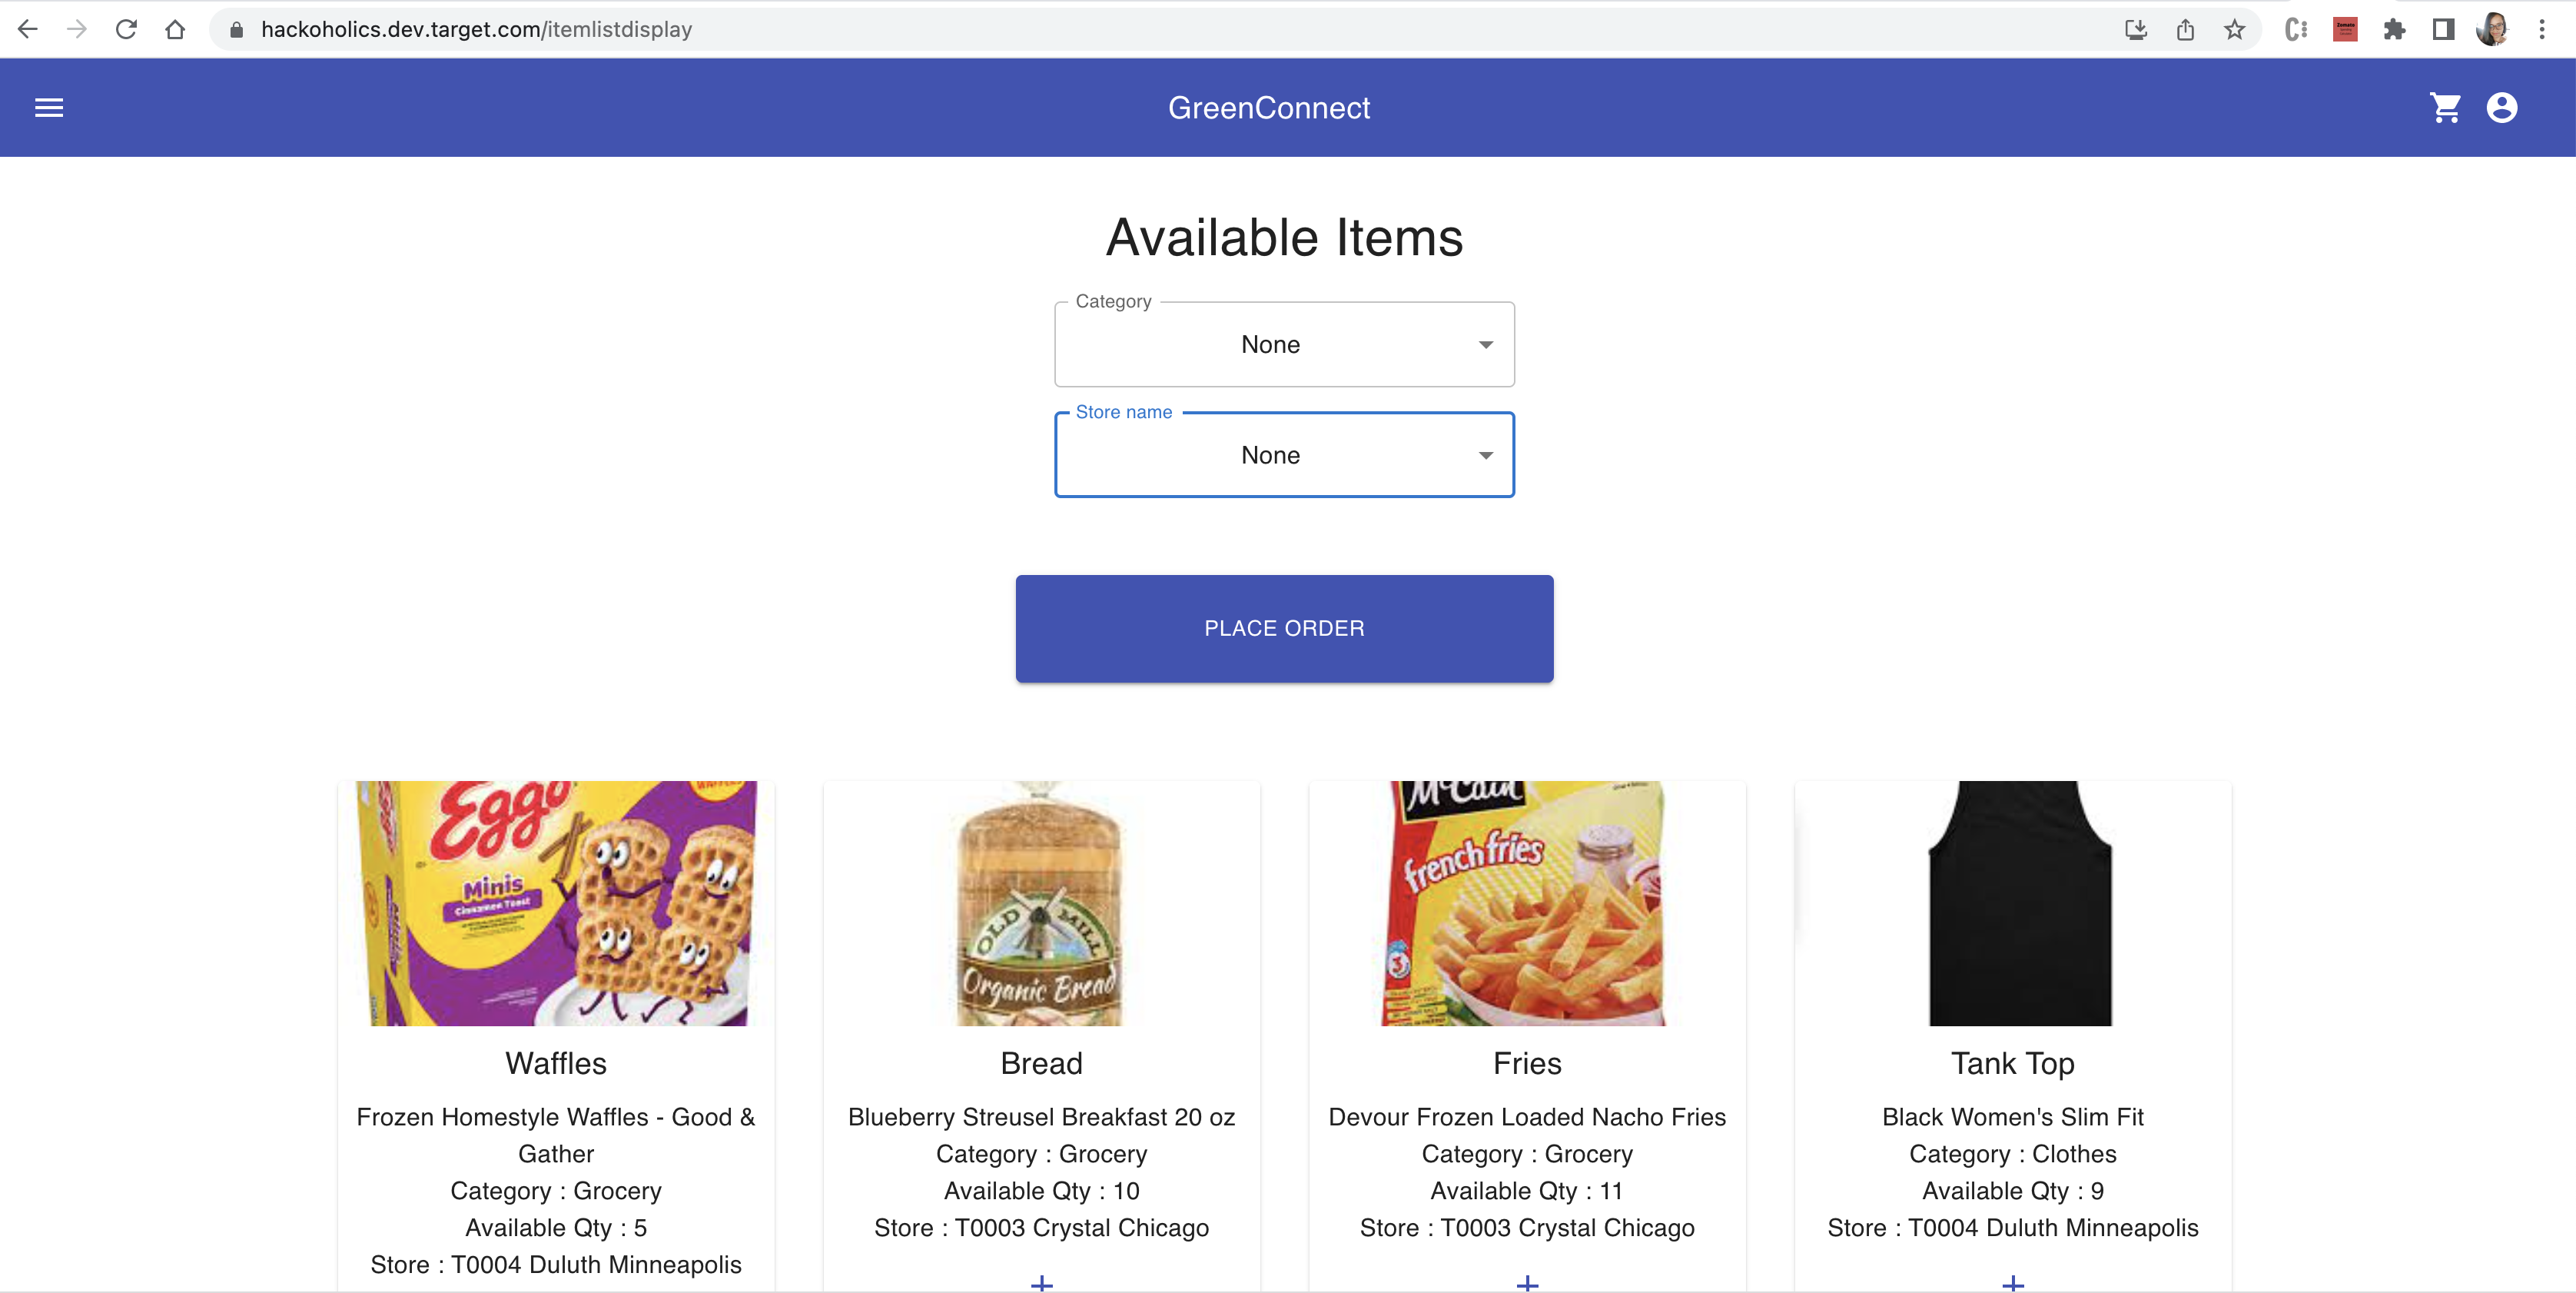 hackoholics.dev.target.com/itemlistdisplay
GreenConnect
Available Items
Category
None
Store name
None
PLACE ORDER
Eggo
Minis
Cinnamon Toast
OLD MILL
Organic Bread
McCain
french fries
3
Waffles
Bread
Fries
Tank Top
Frozen Homestyle Waffles - Good &
Gather
Category : Grocery
Available Qty : 5
Store : T0004 Duluth Minneapolis
Blueberry Streusel Breakfast 20 oz
Category : Grocery
Available Qty : 10
Store : T0003 Crystal Chicago
+
Devour Frozen Loaded Nacho Fries
Category : Grocery
Available Qty : 11
Store : T0003 Crystal Chicago
+
Black Women's Slim Fit
Category : Clothes
Available Qty : 9
Store : T0004 Duluth Minneapolis
+